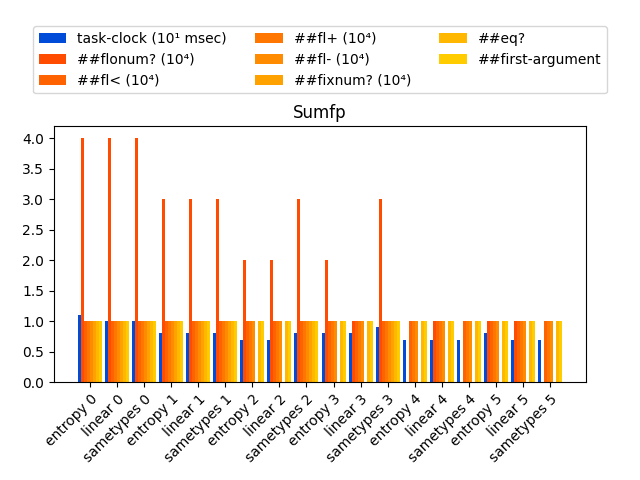 task-clock (10¹ msec)
##flonum? (10⁴)
##fl< (10⁴)
##fl+ (10⁴)
##fl- (10⁴)
##fixnum? (10⁴)
##eq?
##first-argument
Sumfp
4.0
3.5
3.0
2.5
2.0
1.5
1.0
0.5
0.0
entropy 0
linear 0
sametypes 0
entropy 1
linear 1
sametypes 1
entropy 2
linear 2
sametypes 2
entropy 3
linear 3
sametypes 3
entropy 4
linear 4
sametypes 4
entropy 5
linear 5
sametypes 5